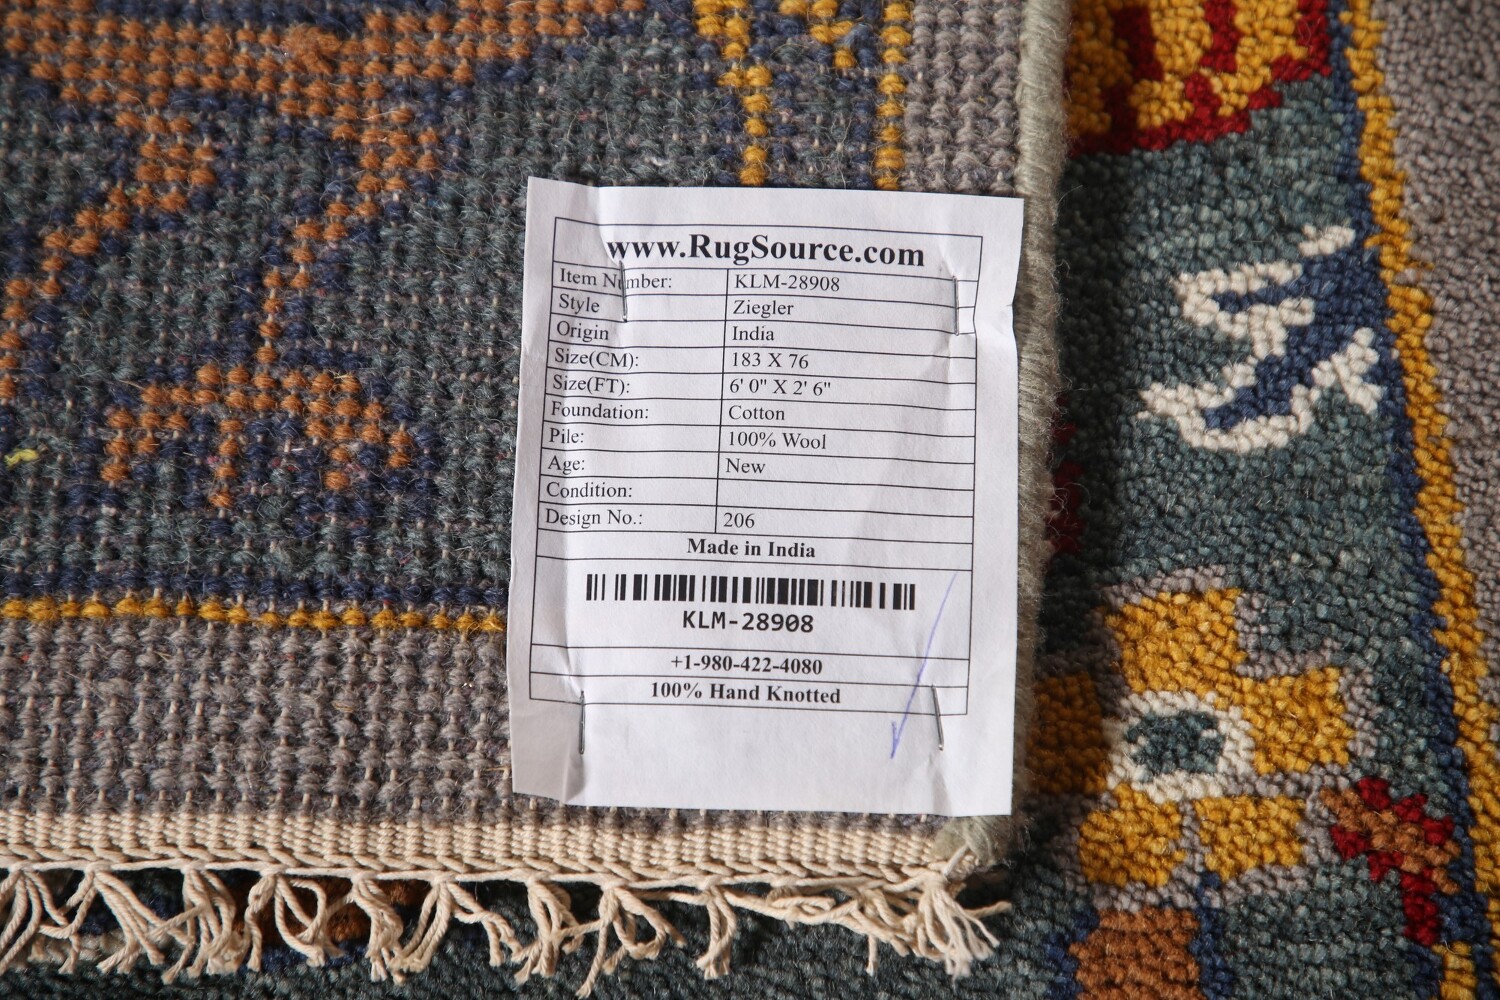 www.RugSource.com
Item Number: KLM-28908
Style Ziegler
Origin India
Size(CM): 183 X 76
Size(FT): 6' 0" X 2' 6"
Foundation: Cotton
Pile: 100% Wool
Age: New
Condition:
Design No.: 206
Made in India
KLM-28908
+1-980-422-4080
100% Hand Knotted